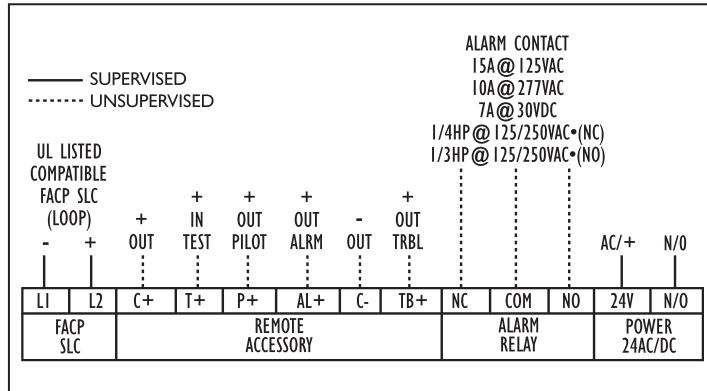 ALARM CONTACT
15A@125VAC
10A@277VAC
7A@30VDC
1/4HP@125/250VAC•(NC)
1/3HP@125/250VAC•(NO)
SUPERVISED
UNSUPERVISED
UL LISTED
COMPATIBLE
FACP SLC
(LOOP)
- +
+
OUT
+
IN
TEST
+
OUT
PILOT
+
OUT
ALRM
-
OUT
+
OUT
TRBL
AC/+ N/0
L1 L2 C+ T+ P+ AL+ C- TB+ NC COM NO 24V N/0
FACP
SLC
REMOTE
ACCESSORY
ALARM
RELAY
POWER
24AC/DC